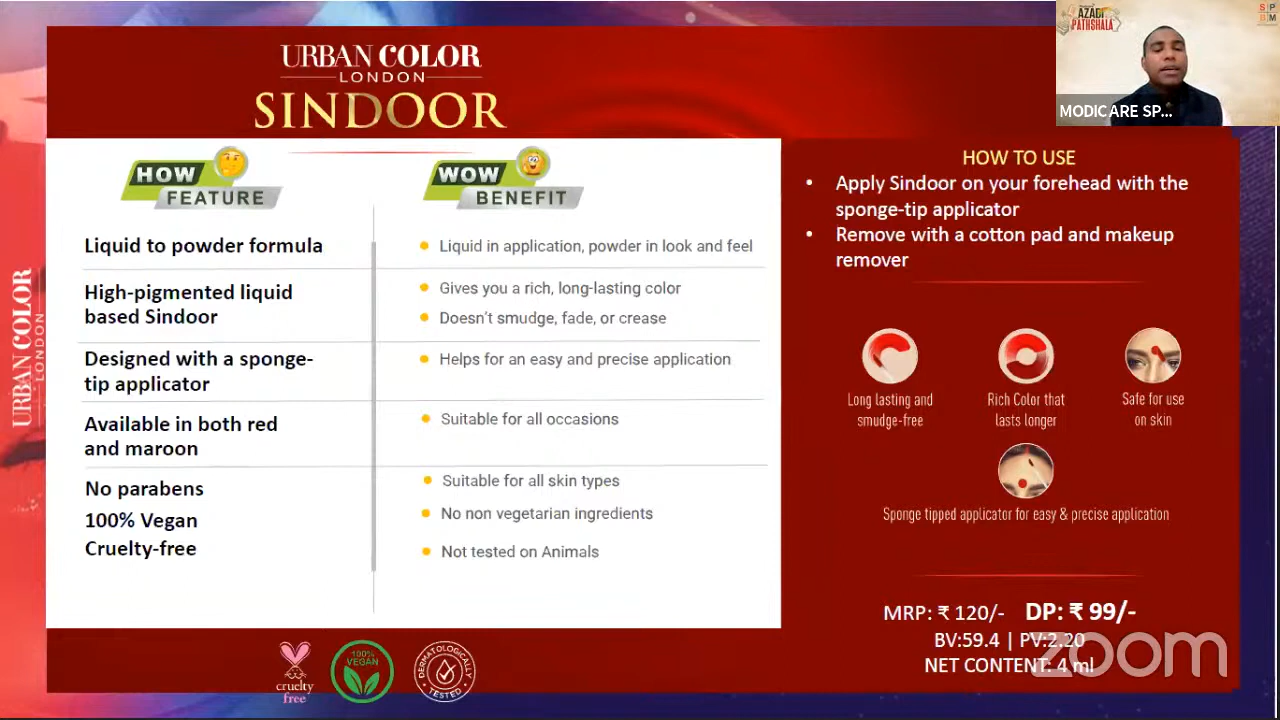 URBAN COLOR
LONDON
SINDOOR
AZADI
PATHSHALA
S P
B M
MODICARE SP...
HOW
FEATURE
WOW
BENEFIT
Liquid to powder formula
Liquid in application, powder in look and feel
High-pigmented liquid
based Sindoor
Gives you a rich, long-lasting color
Doesn't smudge, fade, or crease
Designed with a sponge-
tip applicator
Helps for an easy and precise application
Available in both red
and maroon
Suitable for all occasions
No parabens
Suitable for all skin types
100% Vegan
No non vegetarian ingredients
Cruelty-free
Not tested on Animals
HOW TO USE
• Apply Sindoor on your forehead with the
sponge-tip applicator
• Remove with a cotton pad and makeup
remover
Long lasting and
smudge-free
Rich Color that
lasts longer
Safe for use
on skin
Sponge tipped applicator for easy & precise application
MRP: ₹ 120/- DP: ₹ 99/-
BV:59.4 | PV:2.20
NET CONTENT: 4 ml
zoom
URBAN COLOR
LONDON
cruelty
free
100%
VEGAN
DERMATOLOGICALLY
TESTED